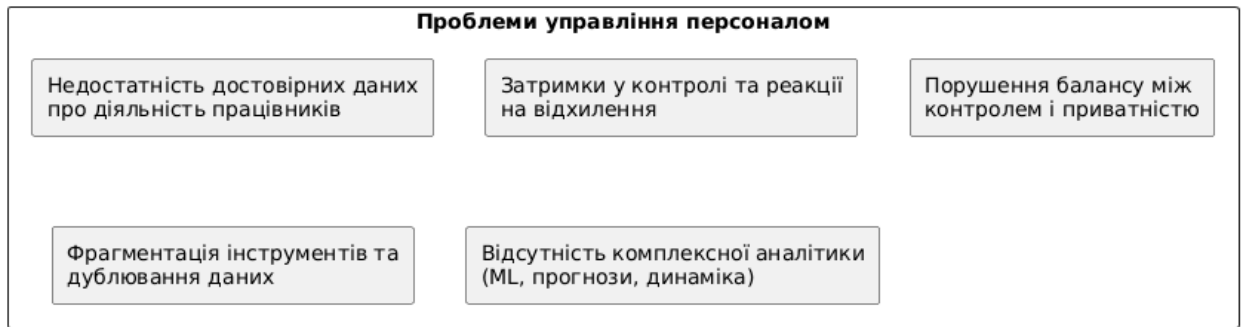 Проблеми управління персоналом
Недостатність достовірних даних
про діяльність працівників
Затримки у контролі та реакції
на відхилення
Порушення балансу між
контролем і приватністю
Фрагментація інструментів та
дублювання даних
Відсутність комплексної аналітики
(ML, прогнози, динаміка)